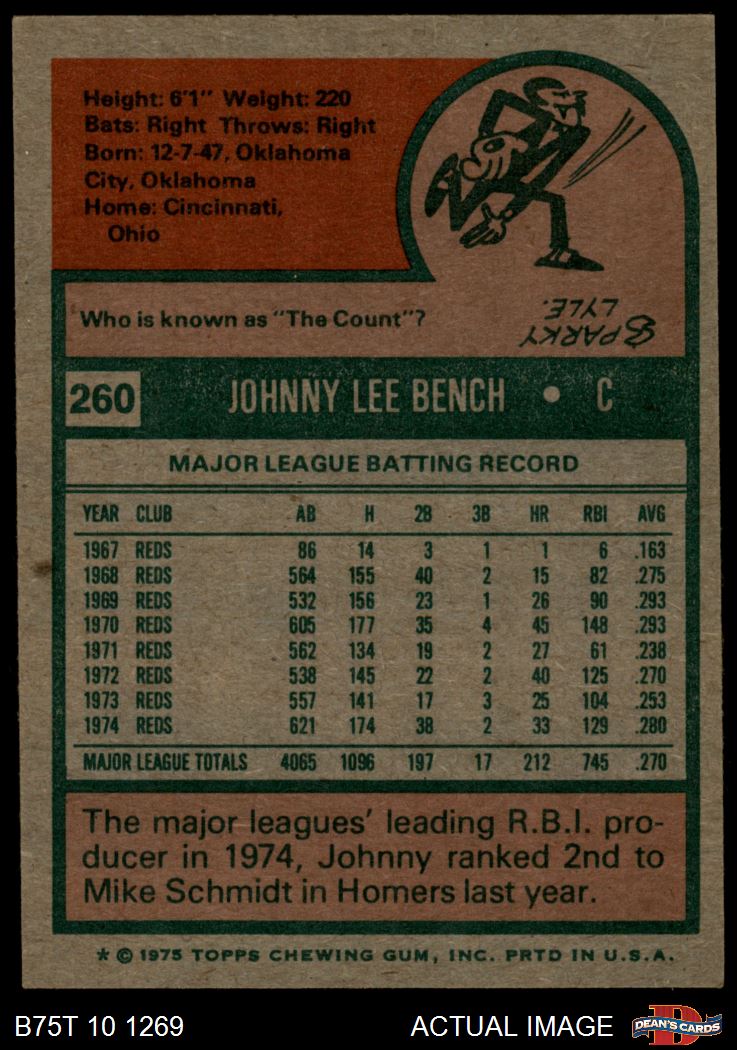 Height: 6'1" Weight: 220
Bats: Right Throws: Right
Born: 12-7-47, Oklahoma
City, Oklahoma
Home: Cincinnati,
Ohio
Who is known as "The Count"?
SPARKY
LYLE.
260 JOHNNY LEE BENCH • C
MAJOR LEAGUE BATTING RECORD
YEAR CLUB AB H 2B 3B HR RBI AVG
1967 REDS 86 14 3 1 1 6 .163
1968 REDS 564 155 40 2 15 82 .275
1969 REDS 532 156 23 1 26 90 .293
1970 REDS 605 177 35 4 45 148 .293
1971 REDS 562 134 19 2 27 61 .238
1972 REDS 538 145 22 2 40 125 .270
1973 REDS 557 141 17 3 25 104 .253
1974 REDS 621 174 38 2 33 129 .280
MAJOR LEAGUE TOTALS 4065 1096 197 17 212 745 .270
The major leagues' leading R.B.I. pro-
ducer in 1974, Johnny ranked 2nd to
Mike Schmidt in Homers last year.
* © 1975 TOPPS CHEWING GUM, INC. PRTD IN U.S.A.
B75T 10 1269 ACTUAL IMAGE
D
DEAN'S CARDS